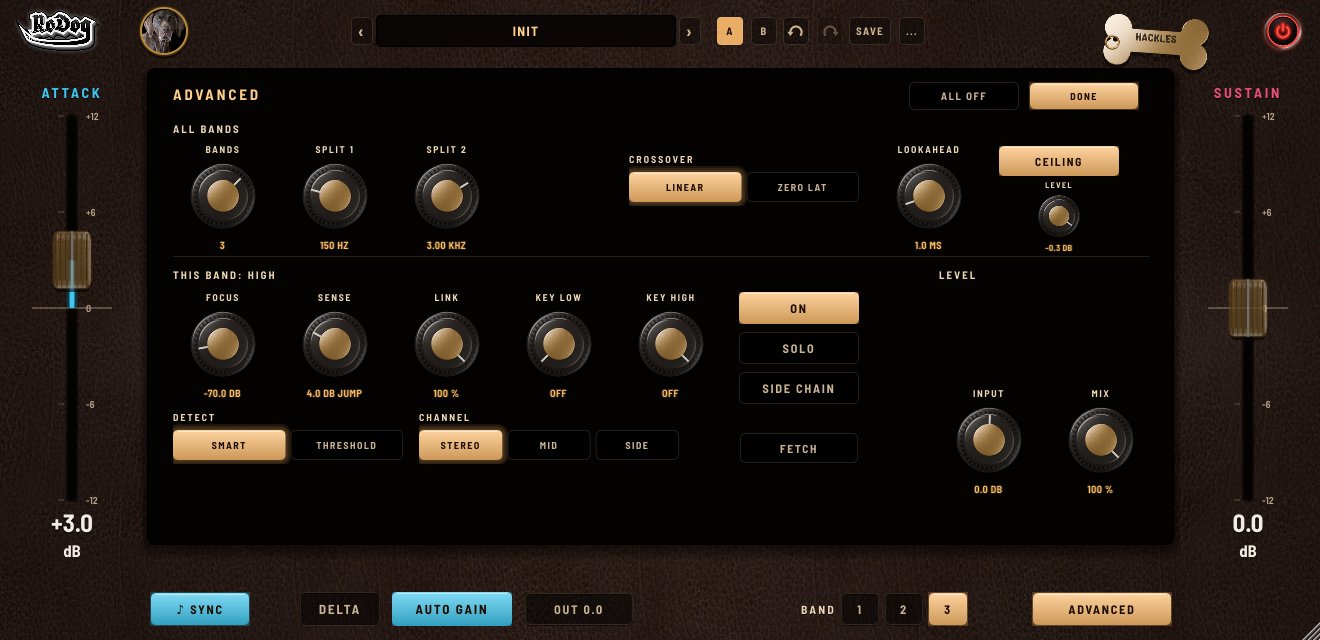 RoDog
‹ INIT › A B SAVE ...
HACKLES
ATTACK
SUSTAIN
ADVANCED
ALL OFF DONE
ALL BANDS
BANDS SPLIT 1 SPLIT 2 CROSSOVER LOOKAHEAD CEILING
LINEAR ZERO LAT LEVEL
3 150 HZ 3.00 KHZ 1.0 MS -0.3 DB
THIS BAND: HIGH LEVEL
FOCUS SENSE LINK KEY LOW KEY HIGH ON
SOLO
SIDE CHAIN
-70.0 DB 4.0 DB JUMP 100 % OFF OFF INPUT MIX
DETECT CHANNEL
SMART THRESHOLD STEREO MID SIDE FETCH
0.0 DB 100 %
+12
+6
0
-6
-12
+3.0
dB
+12
+6
0
-6
-12
0.0
dB
♪ SYNC DELTA AUTO GAIN OUT 0.0 BAND 1 2 3 ADVANCED